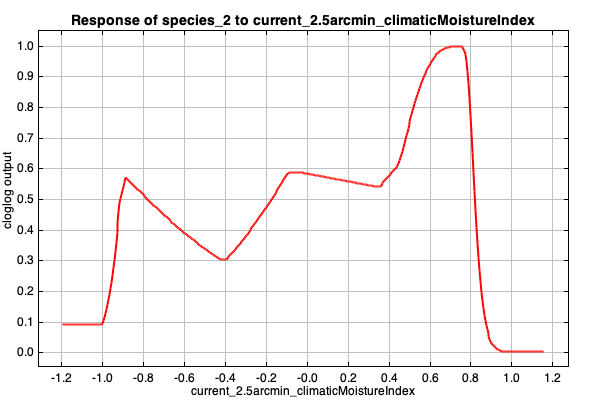 Response of species_2 to current_2.5arcmin_climaticMoistureIndex
1.0
0.9
0.8
0.7
0.6
0.5
0.4
0.3
0.2
0.1
0.0
cloglog output
-1.2 -1.0 -0.8 -0.6 -0.4 -0.2 -0.0 0.2 0.4 0.6 0.8 1.0 1.2
current_2.5arcmin_climaticMoistureIndex